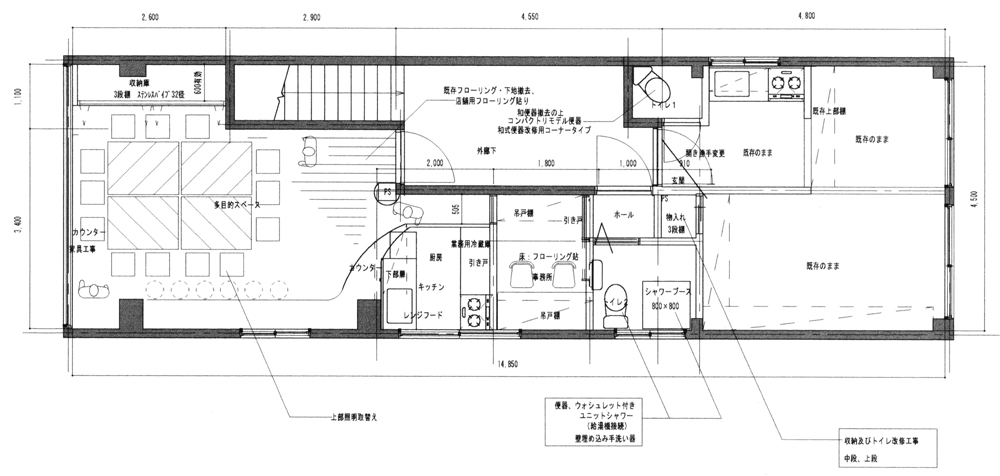 2,600
2,900
4,550
4,800
1,100
3,400
4,500
収納庫
3段棚 ステンレスパイプ 32径
800有効
既存フローリング・下地撤去、
店舗用フローリング貼り
和便器撤去の上
コンパクトリモデル便器
和式便器改修用コーナータイプ
トイレ1
既存上部棚
既存のまま
既存のまま
外廊下
開き勝手変更
2,000
1,800
1,000
910
玄関
PS
PS
多目的スペース
カウンター
家具工事
505
吊戸棚
引き戸
ホール
物入れ
3段棚
業務用冷蔵庫
厨房
引き戸
床：フローリング貼
事務所
カウンター
下部扉
キッチン
既存のまま
シャワーブース
800×800
トイレ2
レンジフード
吊戸棚
14,850
上部照明取替え
便器、ウォシュレット付き
ユニットシャワー
(給湯機接続)
壁埋め込み手洗い器
収納及びトイレ改修工事
中段、上段